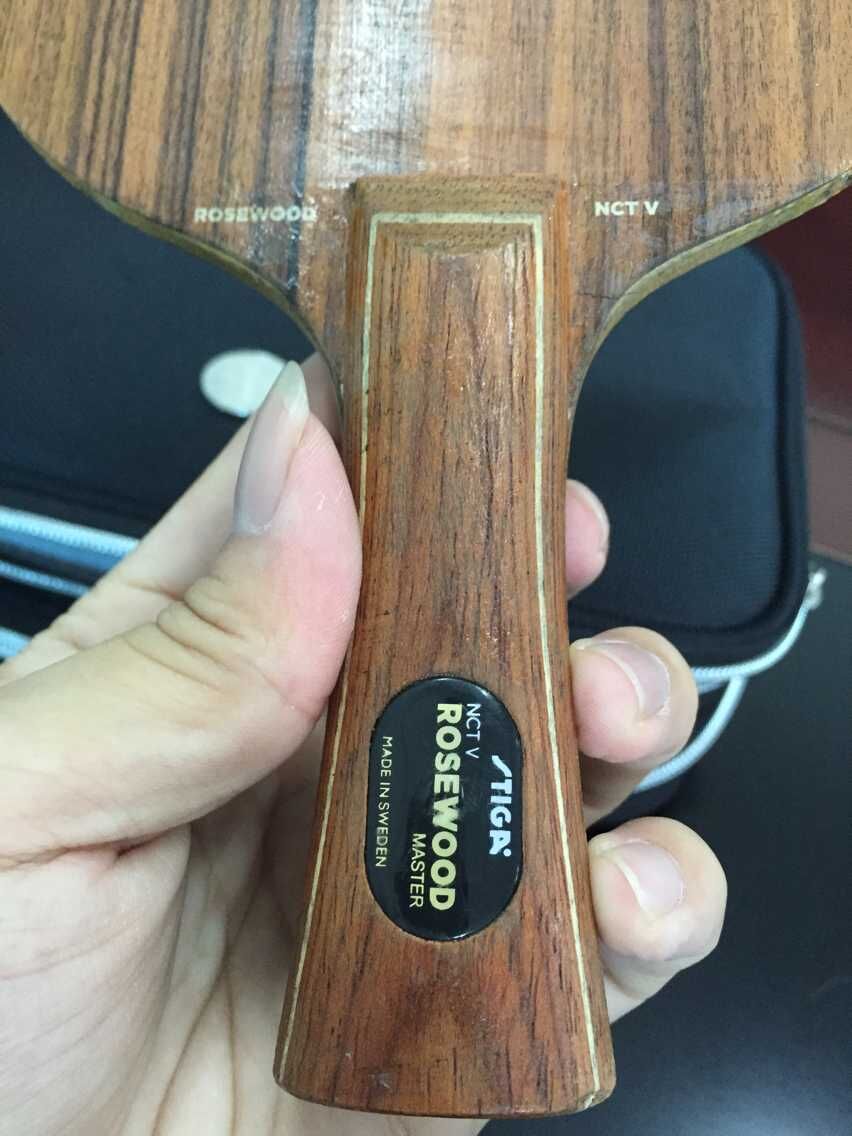 ROSEWOOD
NCT V
STIGA
NCT V
ROSEWOOD
MASTER
MADE IN SWEDEN